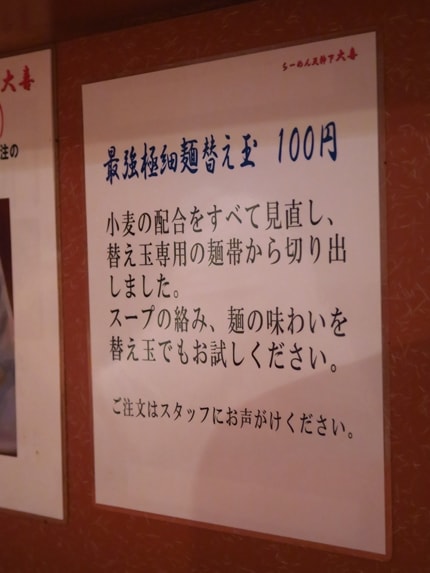 らーめん天神下大喜
最強極細麺替え玉 100円
小麦の配合をすべて見直し、
替え玉専用の麺帯から切り出
しました。
スープの絡み、麺の味わいを
替え玉でもお試しください。
ご注文はスタッフにお声がけください。
大喜
注の